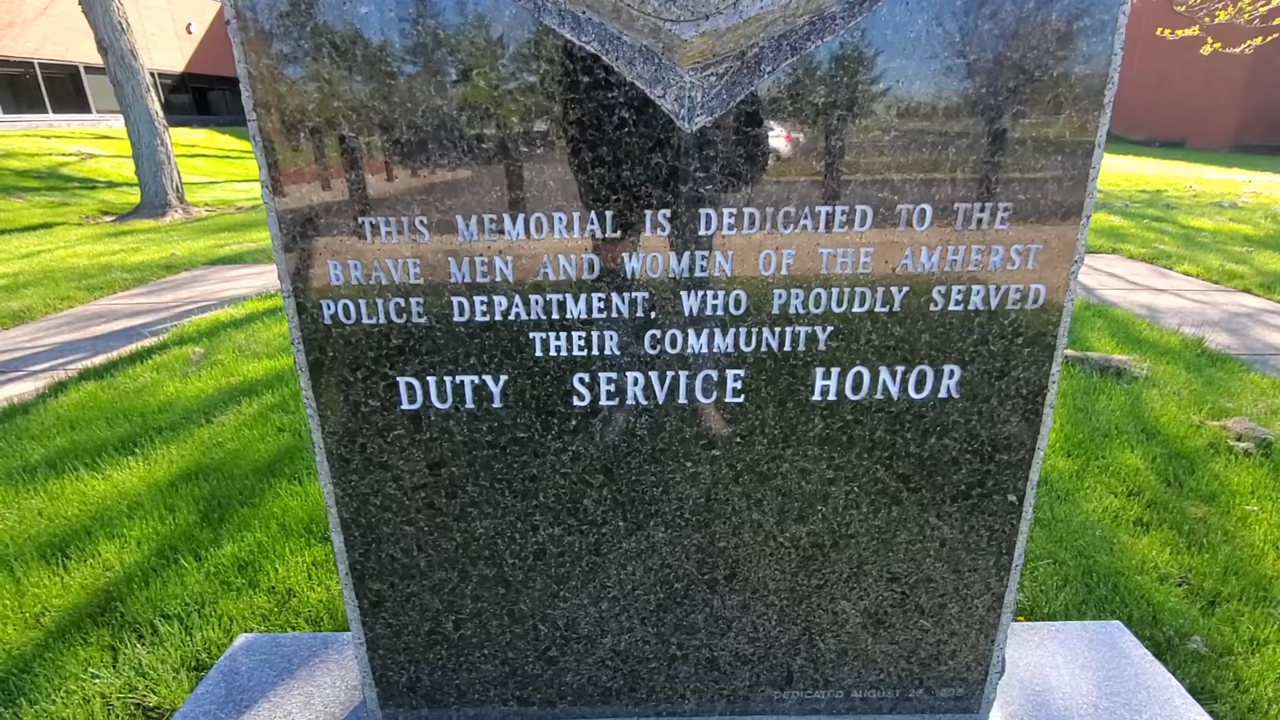 THIS MEMORIAL IS DEDICATED TO THE
BRAVE MEN AND WOMEN OF THE AMHERST
POLICE DEPARTMENT, WHO PROUDLY SERVED
THEIR COMMUNITY
DUTY SERVICE HONOR
DEDICATED AUGUST